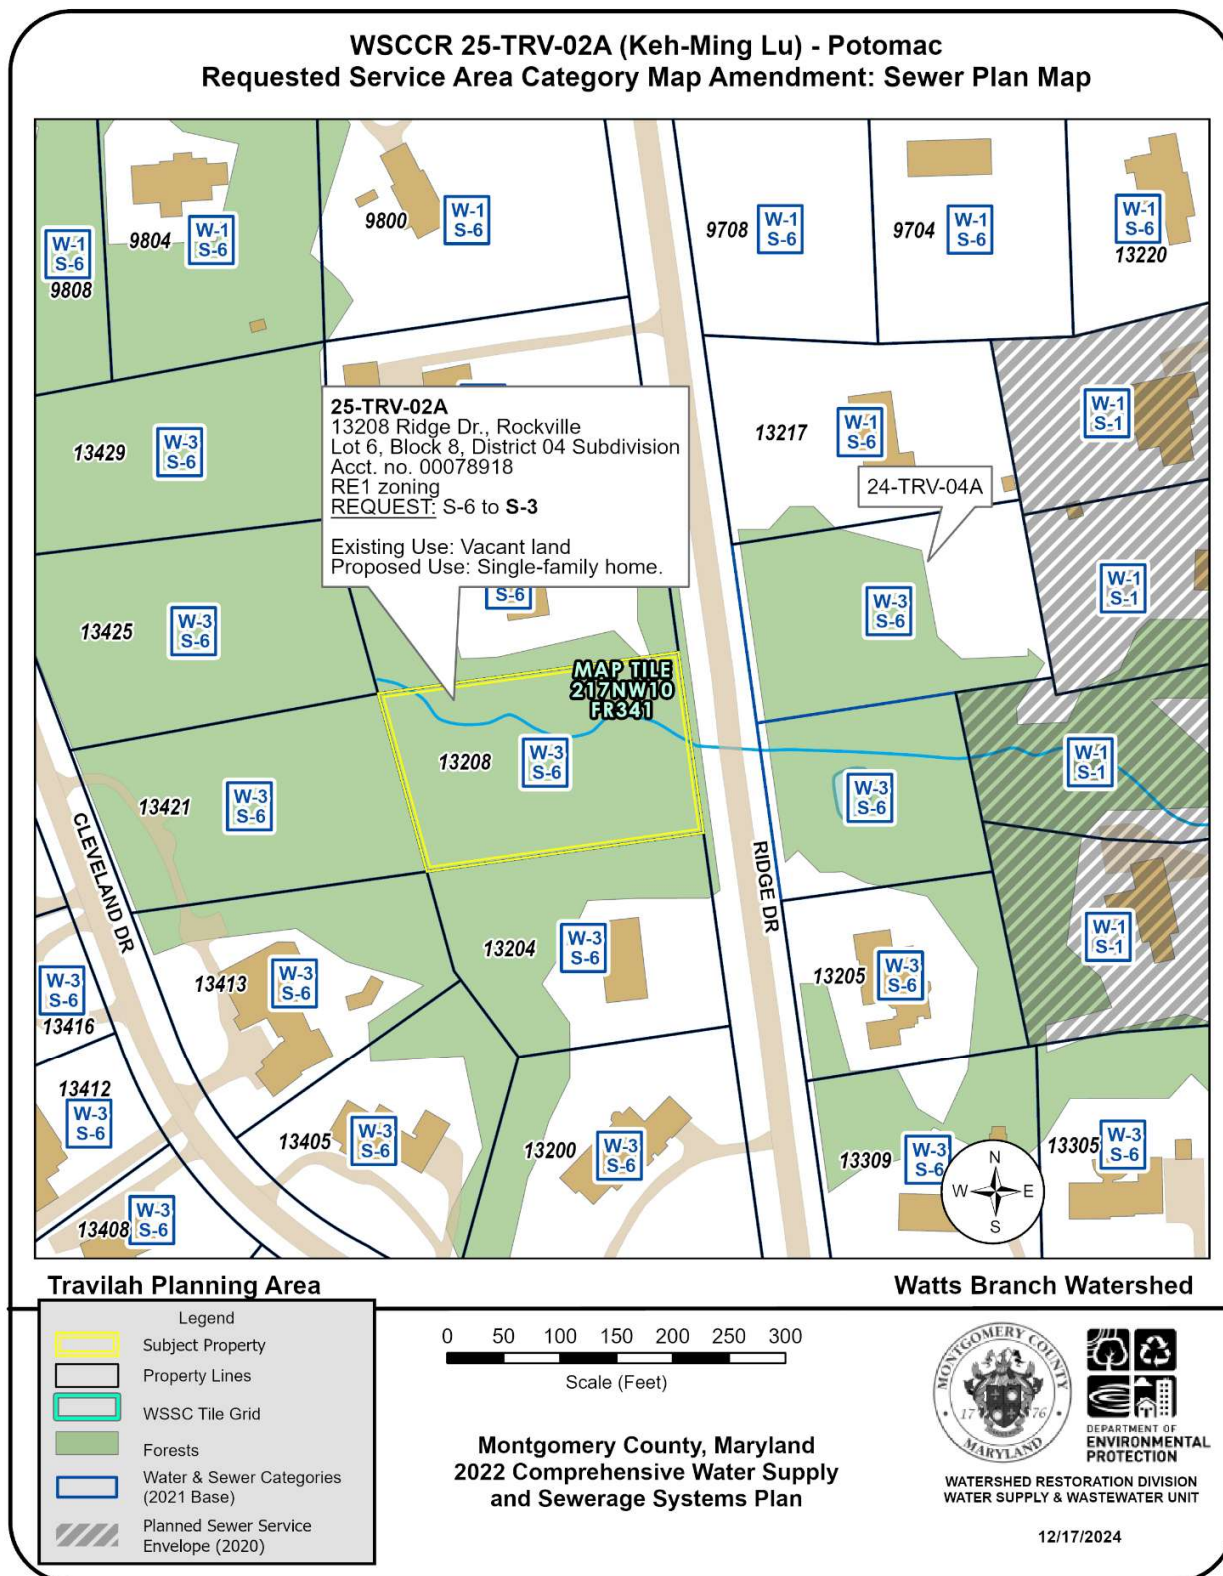 WSCCR 25-TRV-02A (Keh-Ming Lu) - Potomac
Requested Service Area Category Map Amendment: Sewer Plan Map
W-1
S-6
9808
9804
W-1
S-6
9800
W-1
S-6
9708
W-1
S-6
9704
W-1
S-6
W-1
S-6
13220
13429
W-3
S-6
25-TRV-02A
13208 Ridge Dr., Rockville
Lot 6, Block 8, District 04 Subdivision
Acct. no. 00078918
RE1 zoning
REQUEST: S-6 to S-3
Existing Use: Vacant land
Proposed Use: Single-family home.
S-6
13217
W-1
S-6
W-1
S-1
24-TRV-04A
13425
W-3
S-6
W-3
S-6
W-1
S-1
MAP TILE
217NW10
FR341
13208
W-3
S-6
W-3
S-6
W-1
S-1
13421
W-3
S-6
CLEVELAND DR
RIDGE DR
W-1
S-1
13204
W-3
S-6
13205
W-3
S-6
13413
W-3
S-6
W-3
S-6
13416
13412
W-3
S-6
13405
W-3
S-6
13200
W-3
S-6
13309
W-3
S-6
13305
W-3
S-6
13408
W-3
S-6
N
W E
S
Travilah Planning Area
Watts Branch Watershed
Legend
Subject Property
Property Lines
WSSC Tile Grid
Forests
Water & Sewer Categories
(2021 Base)
Planned Sewer Service
Envelope (2020)
0 50 100 150 200 250 300
Scale (Feet)
Montgomery County, Maryland
2022 Comprehensive Water Supply
and Sewerage Systems Plan
MONTGOMERY COUNTY
17 76
MARYLAND
DEPARTMENT OF
ENVIRONMENTAL
PROTECTION
WATERSHED RESTORATION DIVISION
WATER SUPPLY & WASTEWATER UNIT
12/17/2024